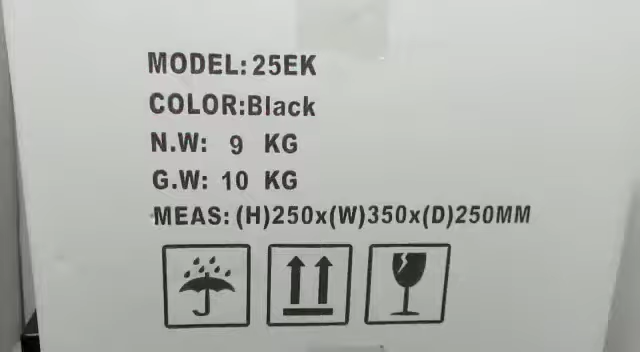 MODEL: 25EK
COLOR:Black
N.W: 9 KG
G.W: 10 KG
MEAS: (H)250x(W)350x(D)250MM